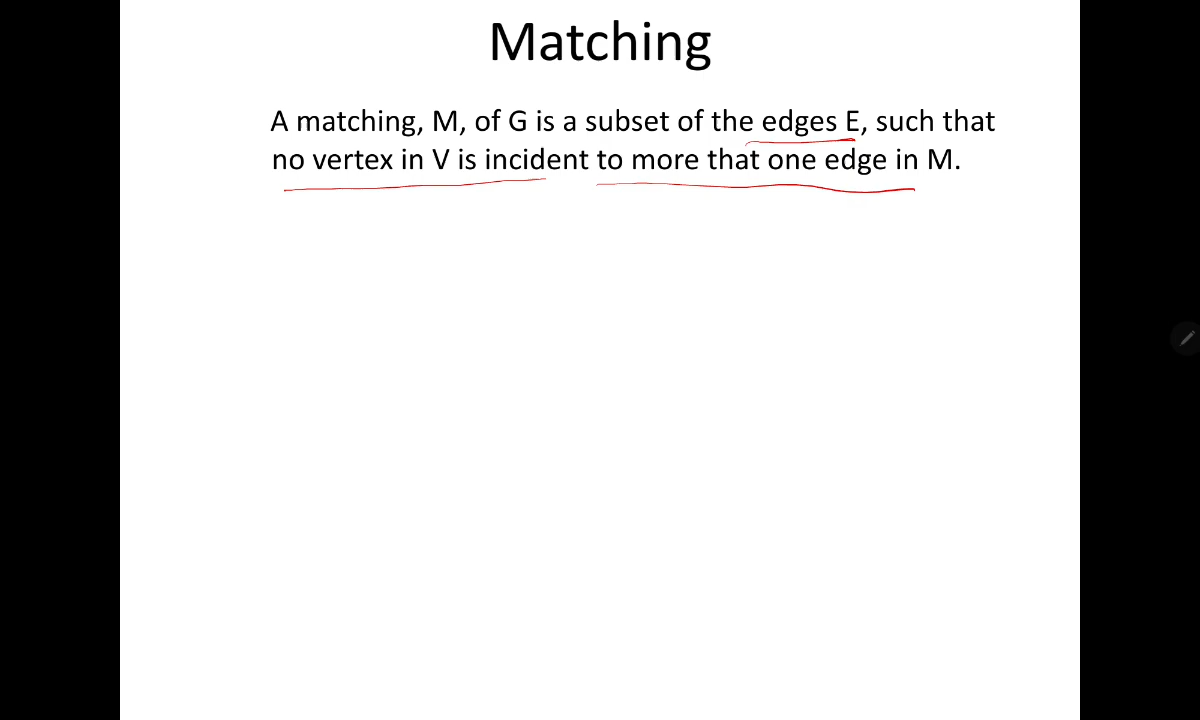 Matching
A matching, M, of G is a subset of the edges E, such that
no vertex in V is incident to more that one edge in M.